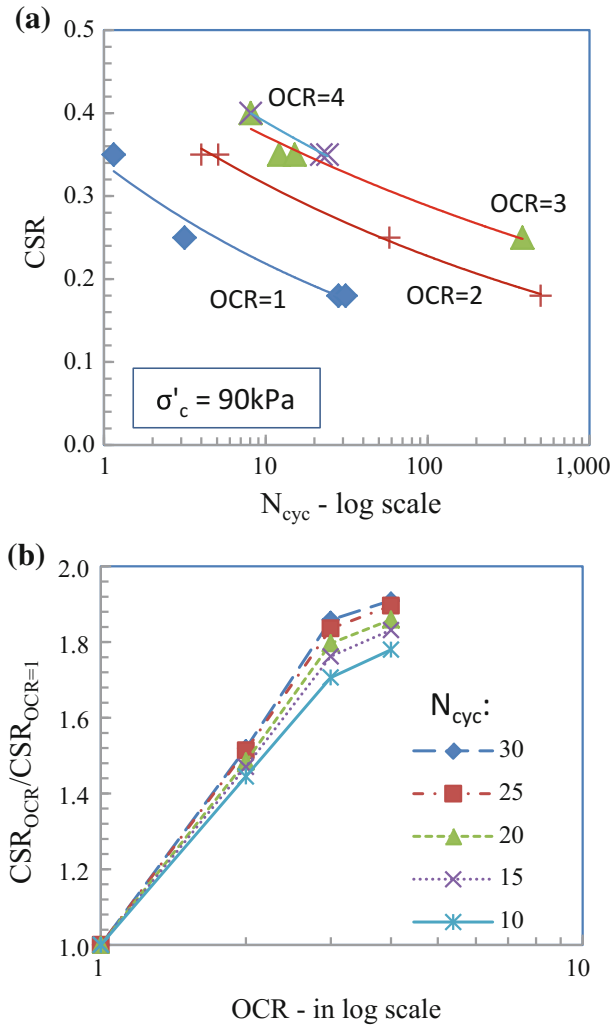 (a)
0.5
0.4
0.3
0.2
0.1
0.0
CSR
OCR=4
OCR=3
OCR=1
OCR=2
σ'c = 90kPa
1
10
100
1,000
Ncyc - log scale
(b)
2.0
1.8
1.6
1.4
1.2
1.0
CSROCR/CSROCR=1
Ncyc:
30
25
20
15
10
1
10
OCR - in log scale